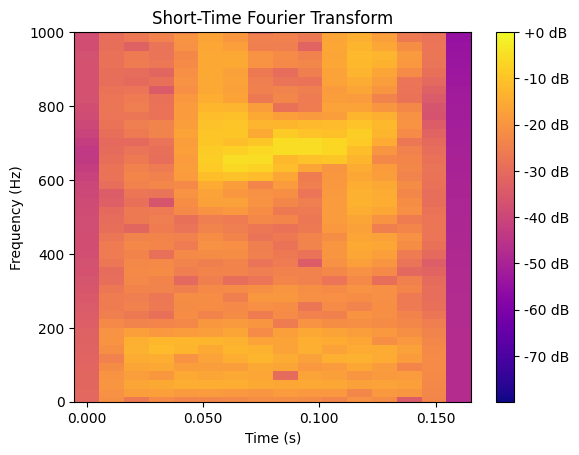 Short-Time Fourier Transform
1000
800
600
400
200
0
Frequency (Hz)
0.000
0.050
0.100
0.150
Time (s)
+0 dB
-10 dB
-20 dB
-30 dB
-40 dB
-50 dB
-60 dB
-70 dB